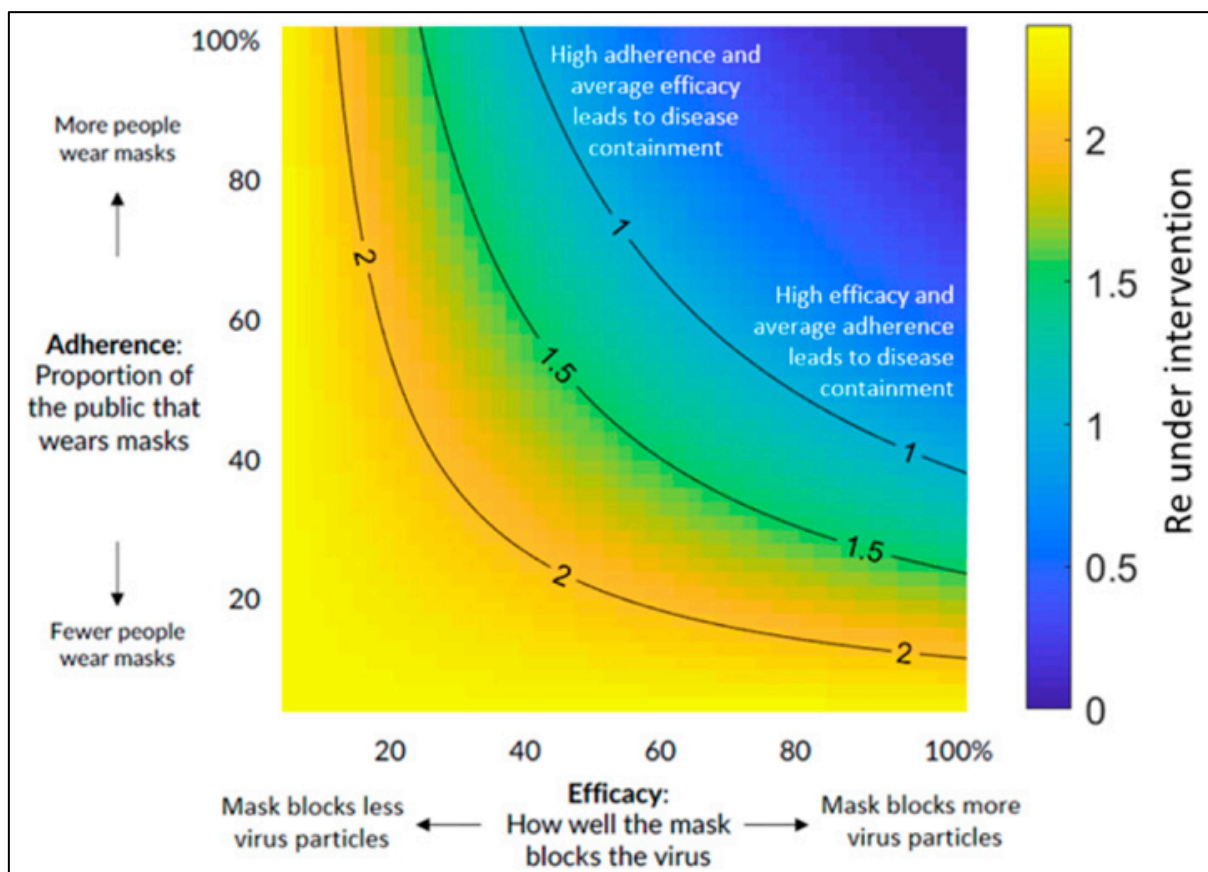 100%
80
60
40
20
More people
wear masks
Adherence:
Proportion of
the public that
wears masks
Fewer people
wear masks
High adherence and
average efficacy
leads to disease
containment
High efficacy and
average adherence
leads to disease
containment
2
2
2
1.5
1.5
1
1
20
40
60
80
100%
Mask blocks less
virus particles
Efficacy:
How well the mask
blocks the virus
Mask blocks more
virus particles
2
1.5
1
0.5
0
Re under intervention